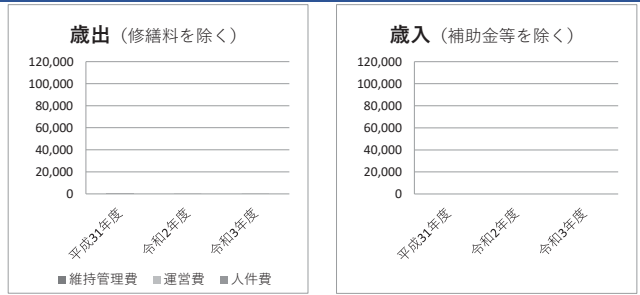 歳出（修繕料を除く）
120,000
100,000
80,000
60,000
40,000
20,000
0
平成31年度
令和2年度
令和3年度
■維持管理費 ■運営費 ■人件費
歳入（補助金等を除く）
120,000
100,000
80,000
60,000
40,000
20,000
0
平成31年度
令和2年度
令和3年度